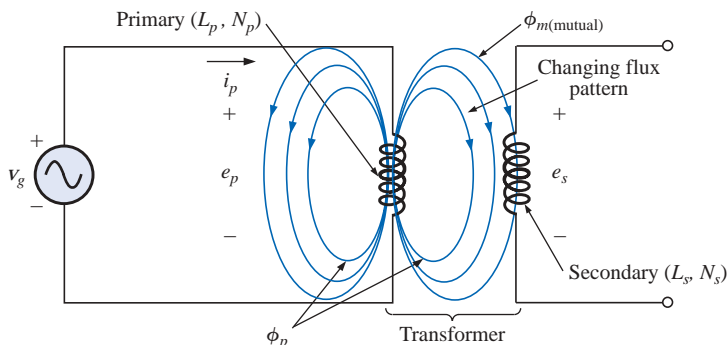 Primary (Lp, Np)
ϕm(mutual)
Changing flux
pattern
ip
+
+
+
vg
ep
es
−
−
−
Secondary (Ls, Ns)
ϕp
Transformer